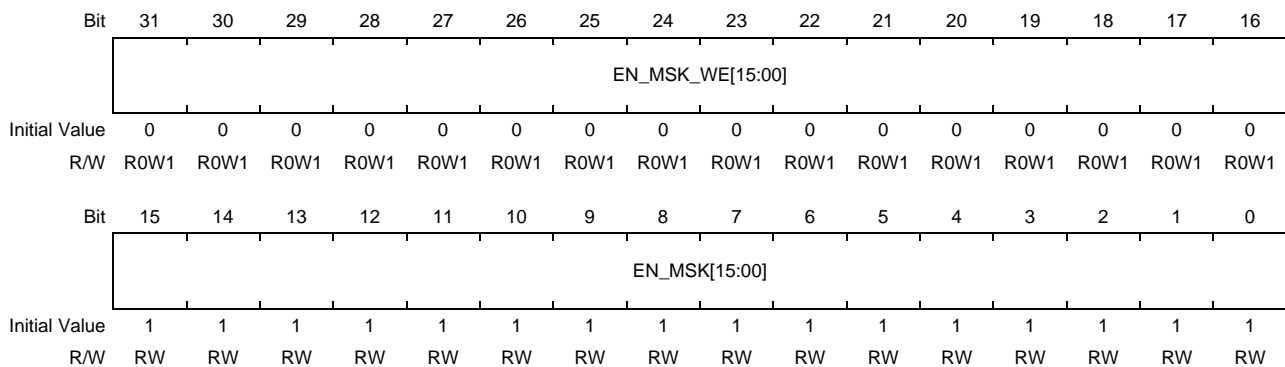 Bit 31 30 29 28 27 26 25 24 23 22 21 20 19 18 17 16
EN_MSK_WE[15:00]
Initial Value 0 0 0 0 0 0 0 0 0 0 0 0 0 0 0 0
R/W R0W1 R0W1 R0W1 R0W1 R0W1 R0W1 R0W1 R0W1 R0W1 R0W1 R0W1 R0W1 R0W1 R0W1 R0W1 R0W1
Bit 15 14 13 12 11 10 9 8 7 6 5 4 3 2 1 0
EN_MSK[15:00]
Initial Value 1 1 1 1 1 1 1 1 1 1 1 1 1 1 1 1
R/W RW RW RW RW RW RW RW RW RW RW RW RW RW RW RW RW